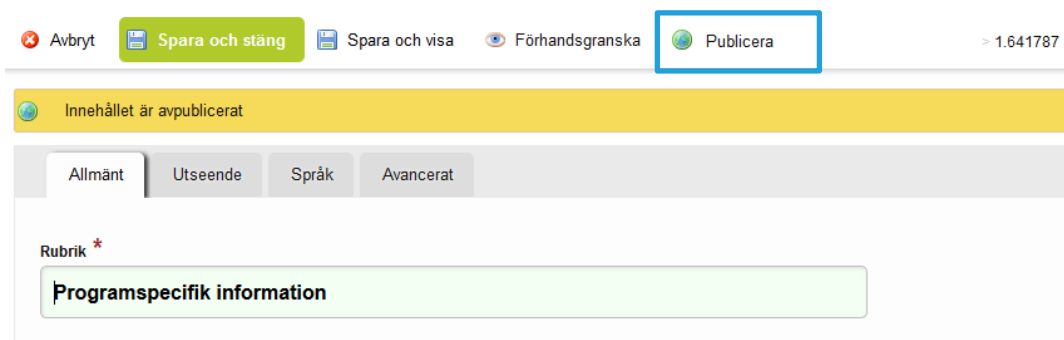 Avbryt Spara och stäng Spara och visa Förhandsgranska Publicera > 1.641787
Innehållet är avpublicerat
Allmänt Utseende Språk Avancerat
Rubrik *
Programspecifik information